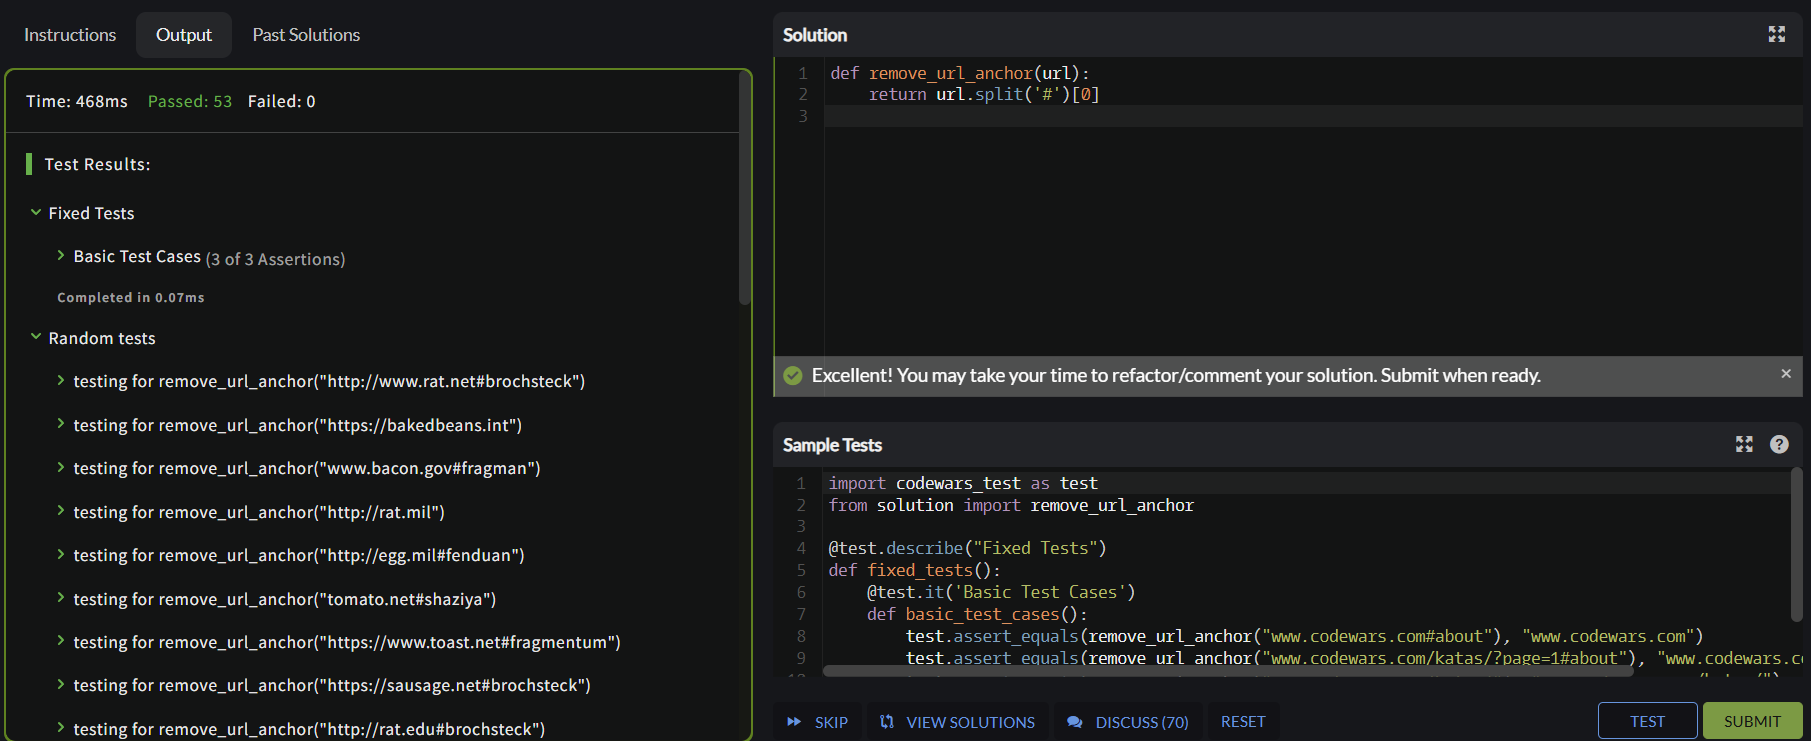 Instructions
Output
Past Solutions
Time: 468ms Passed: 53 Failed: 0
Test Results:
Fixed Tests
Basic Test Cases (3 of 3 Assertions)
Completed in 0.07ms
Random tests
testing for remove_url_anchor("http://www.rat.net#brochsteck")
testing for remove_url_anchor("https://bakedbeans.int")
testing for remove_url_anchor("www.bacon.gov#fragman")
testing for remove_url_anchor("http://rat.mil")
testing for remove_url_anchor("http://egg.mil#fenduan")
testing for remove_url_anchor("tomato.net#shaziya")
testing for remove_url_anchor("https://www.toast.net#fragmentum")
testing for remove_url_anchor("https://sausage.net#brochsteck")
testing for remove_url_anchor("http://rat.edu#brochsteck")
Solution
1 def remove_url_anchor(url):
2     return url.split('#')[0]
3
Excellent! You may take your time to refactor/comment your solution. Submit when ready.
Sample Tests
1 import codewars_test as test
2 from solution import remove_url_anchor
3
4 @test.describe("Fixed Tests")
5 def fixed_tests():
6     @test.it('Basic Test Cases')
7     def basic_test_cases():
8         test.assert_equals(remove_url_anchor("www.codewars.com#about"), "www.codewars.com")
9         test.assert_equals(remove_url_anchor("www.codewars.com/katas/?page=1#about"), "www.codewars.c
SKIP
VIEW SOLUTIONS
DISCUSS (70)
RESET
TEST
SUBMIT